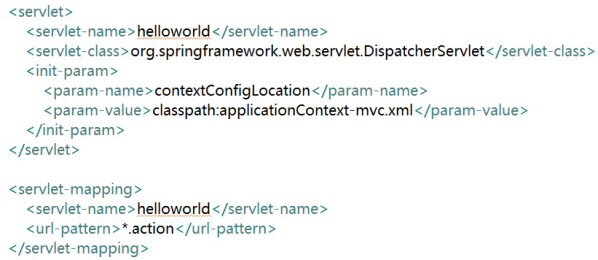 <servlet>
<servlet-name>helloworld</servlet-name>
<servlet-class>org.springframework.web.servlet.DispatcherServlet</servlet-class>
<init-param>
<param-name>contextConfigLocation</param-name>
<param-value>classpath:applicationContext-mvc.xml</param-value>
</init-param>
</servlet>
<servlet-mapping>
<servlet-name>helloworld</servlet-name>
<url-pattern>*.action</url-pattern>
</servlet-mapping>